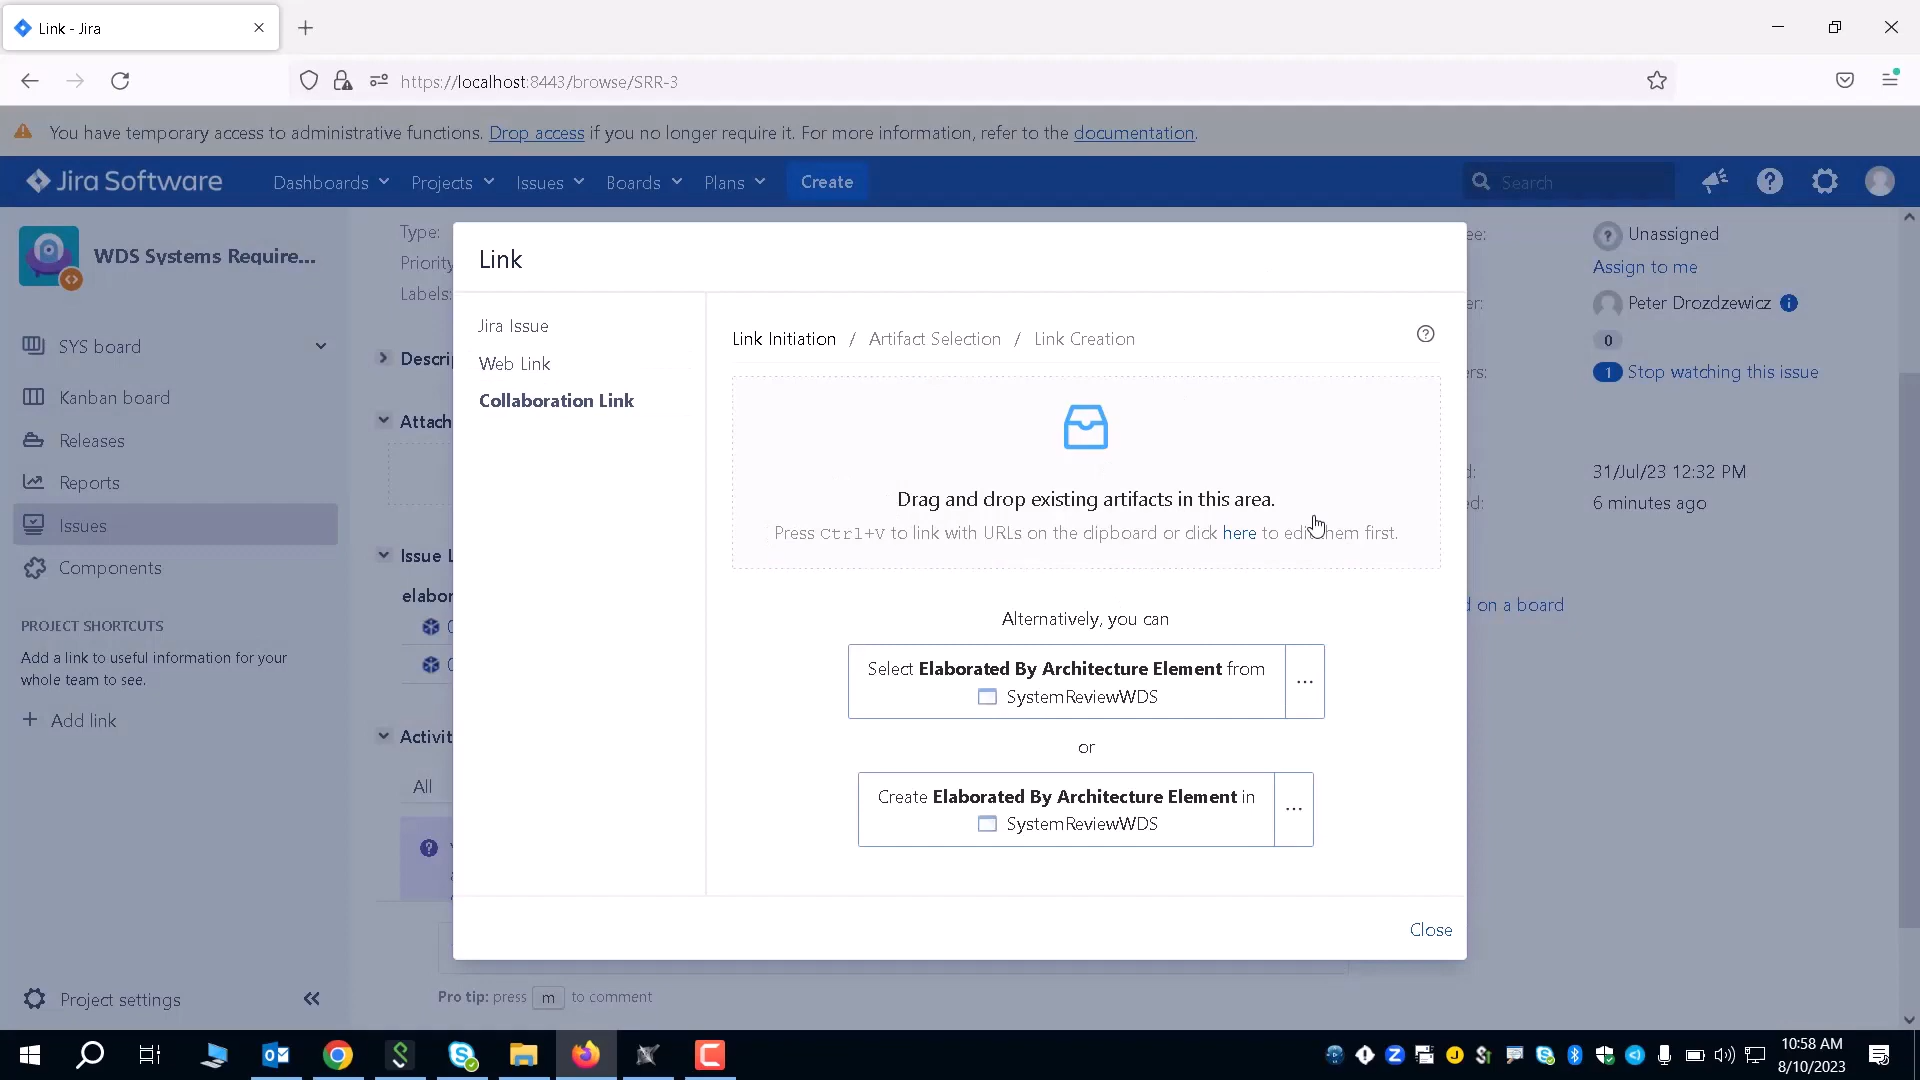 Link - Jira
https://localhost:8443/browse/SRR-3
You have temporary access to administrative functions. Drop access if you no longer require it. For more information, refer to the documentation.
Jira Software
Dashboards Projects Issues Boards Plans Create Search
WDS Systems Require...
SYS board
Kanban board
Releases
Reports
Issues
Components
PROJECT SHORTCUTS
Add a link to useful information for your
whole team to see.
+ Add link
Project settings
Type:
Priority
Labels:
Attach
All
Pro tip: press m to comment
Link
Jira Issue
Web Link
Collaboration Link
Link Initiation / Artifact Selection / Link Creation
Drag and drop existing artifacts in this area.
Press Ctrl+V to link with URLs on the clipboard or click here to edit them first.
Alternatively, you can
Select Elaborated By Architecture Element from
SystemReviewWDS
...
or
Create Elaborated By Architecture Element in
SystemReviewWDS
...
Close
Unassigned
Assign to me
Peter Drozdzewicz
0
1 Stop watching this issue
31/Jul/23 12:32 PM
6 minutes ago
on a board
10:58 AM
8/10/2023